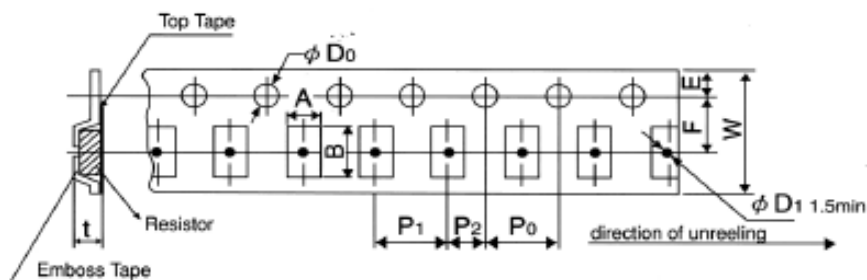 Top Tape
φ D0
A
B
E
F
W
φ D1 1.5min
P1
P2
P0
direction of unreeling
t
Resistor
Emboss Tape